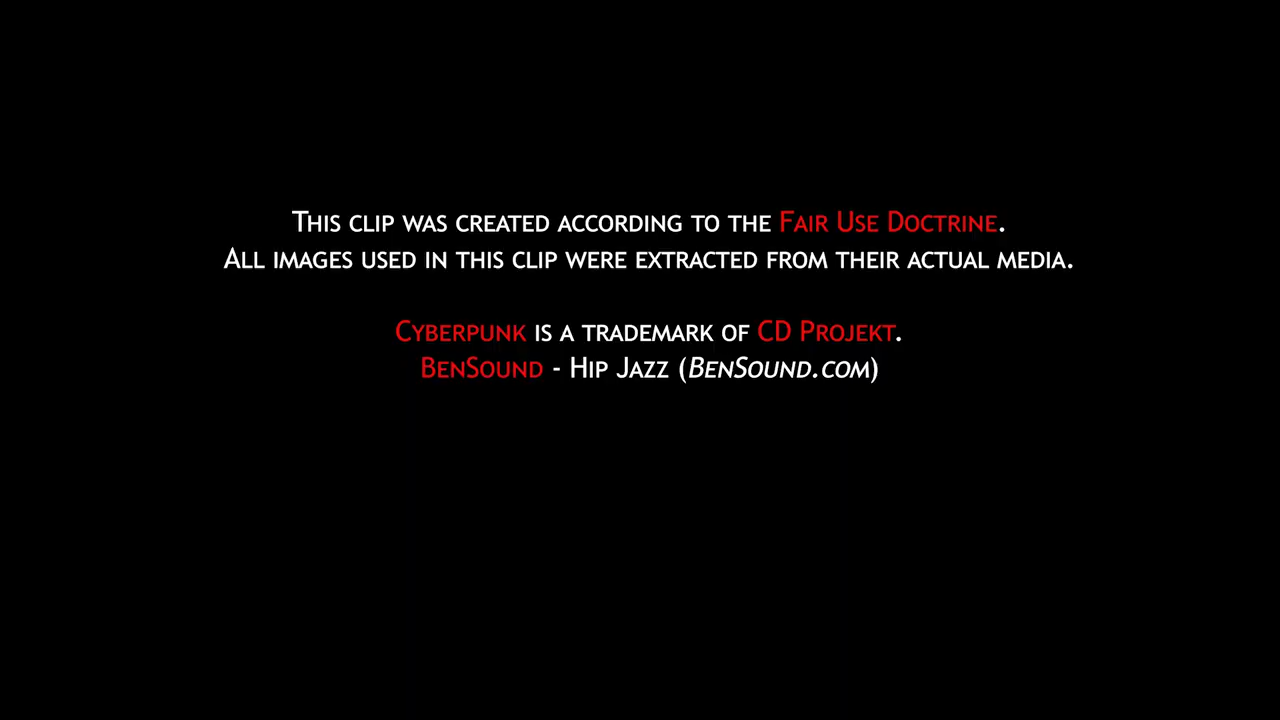 This clip was created according to the Fair Use Doctrine.
All images used in this clip were extracted from their actual media.
Cyberpunk is a trademark of CD Projekt.
BenSound - Hip Jazz (BenSound.com)